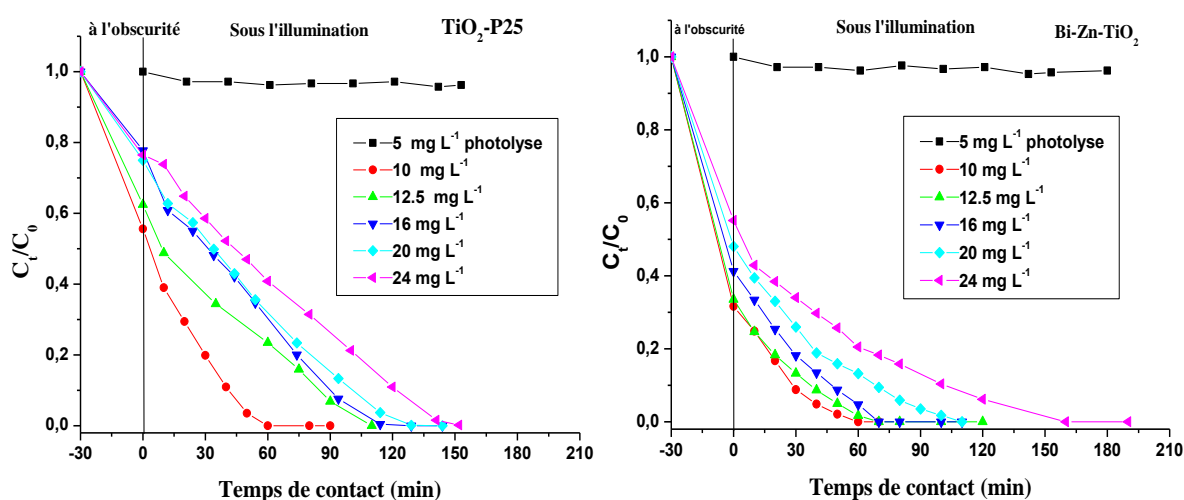 à l'obscurité Sous l'illumination TiO₂-P25
Cₜ/C₀
1,0
0,8
0,6
0,4
0,2
0,0
5 mg L⁻¹ photolyse
10 mg L⁻¹
12.5 mg L⁻¹
16 mg L⁻¹
20 mg L⁻¹
24 mg L⁻¹
-30 0 30 60 90 120 150 180 210
Temps de contact (min)
à l'obscurité Sous l'illumination Bi-Zn-TiO₂
Cₜ/C₀
1,0
0,8
0,6
0,4
0,2
0,0
5 mg L⁻¹ photolyse
10 mg L⁻¹
12.5 mg L⁻¹
16 mg L⁻¹
20 mg L⁻¹
24 mg L⁻¹
-30 0 30 60 90 120 150 180 210
Temps de contact (min)